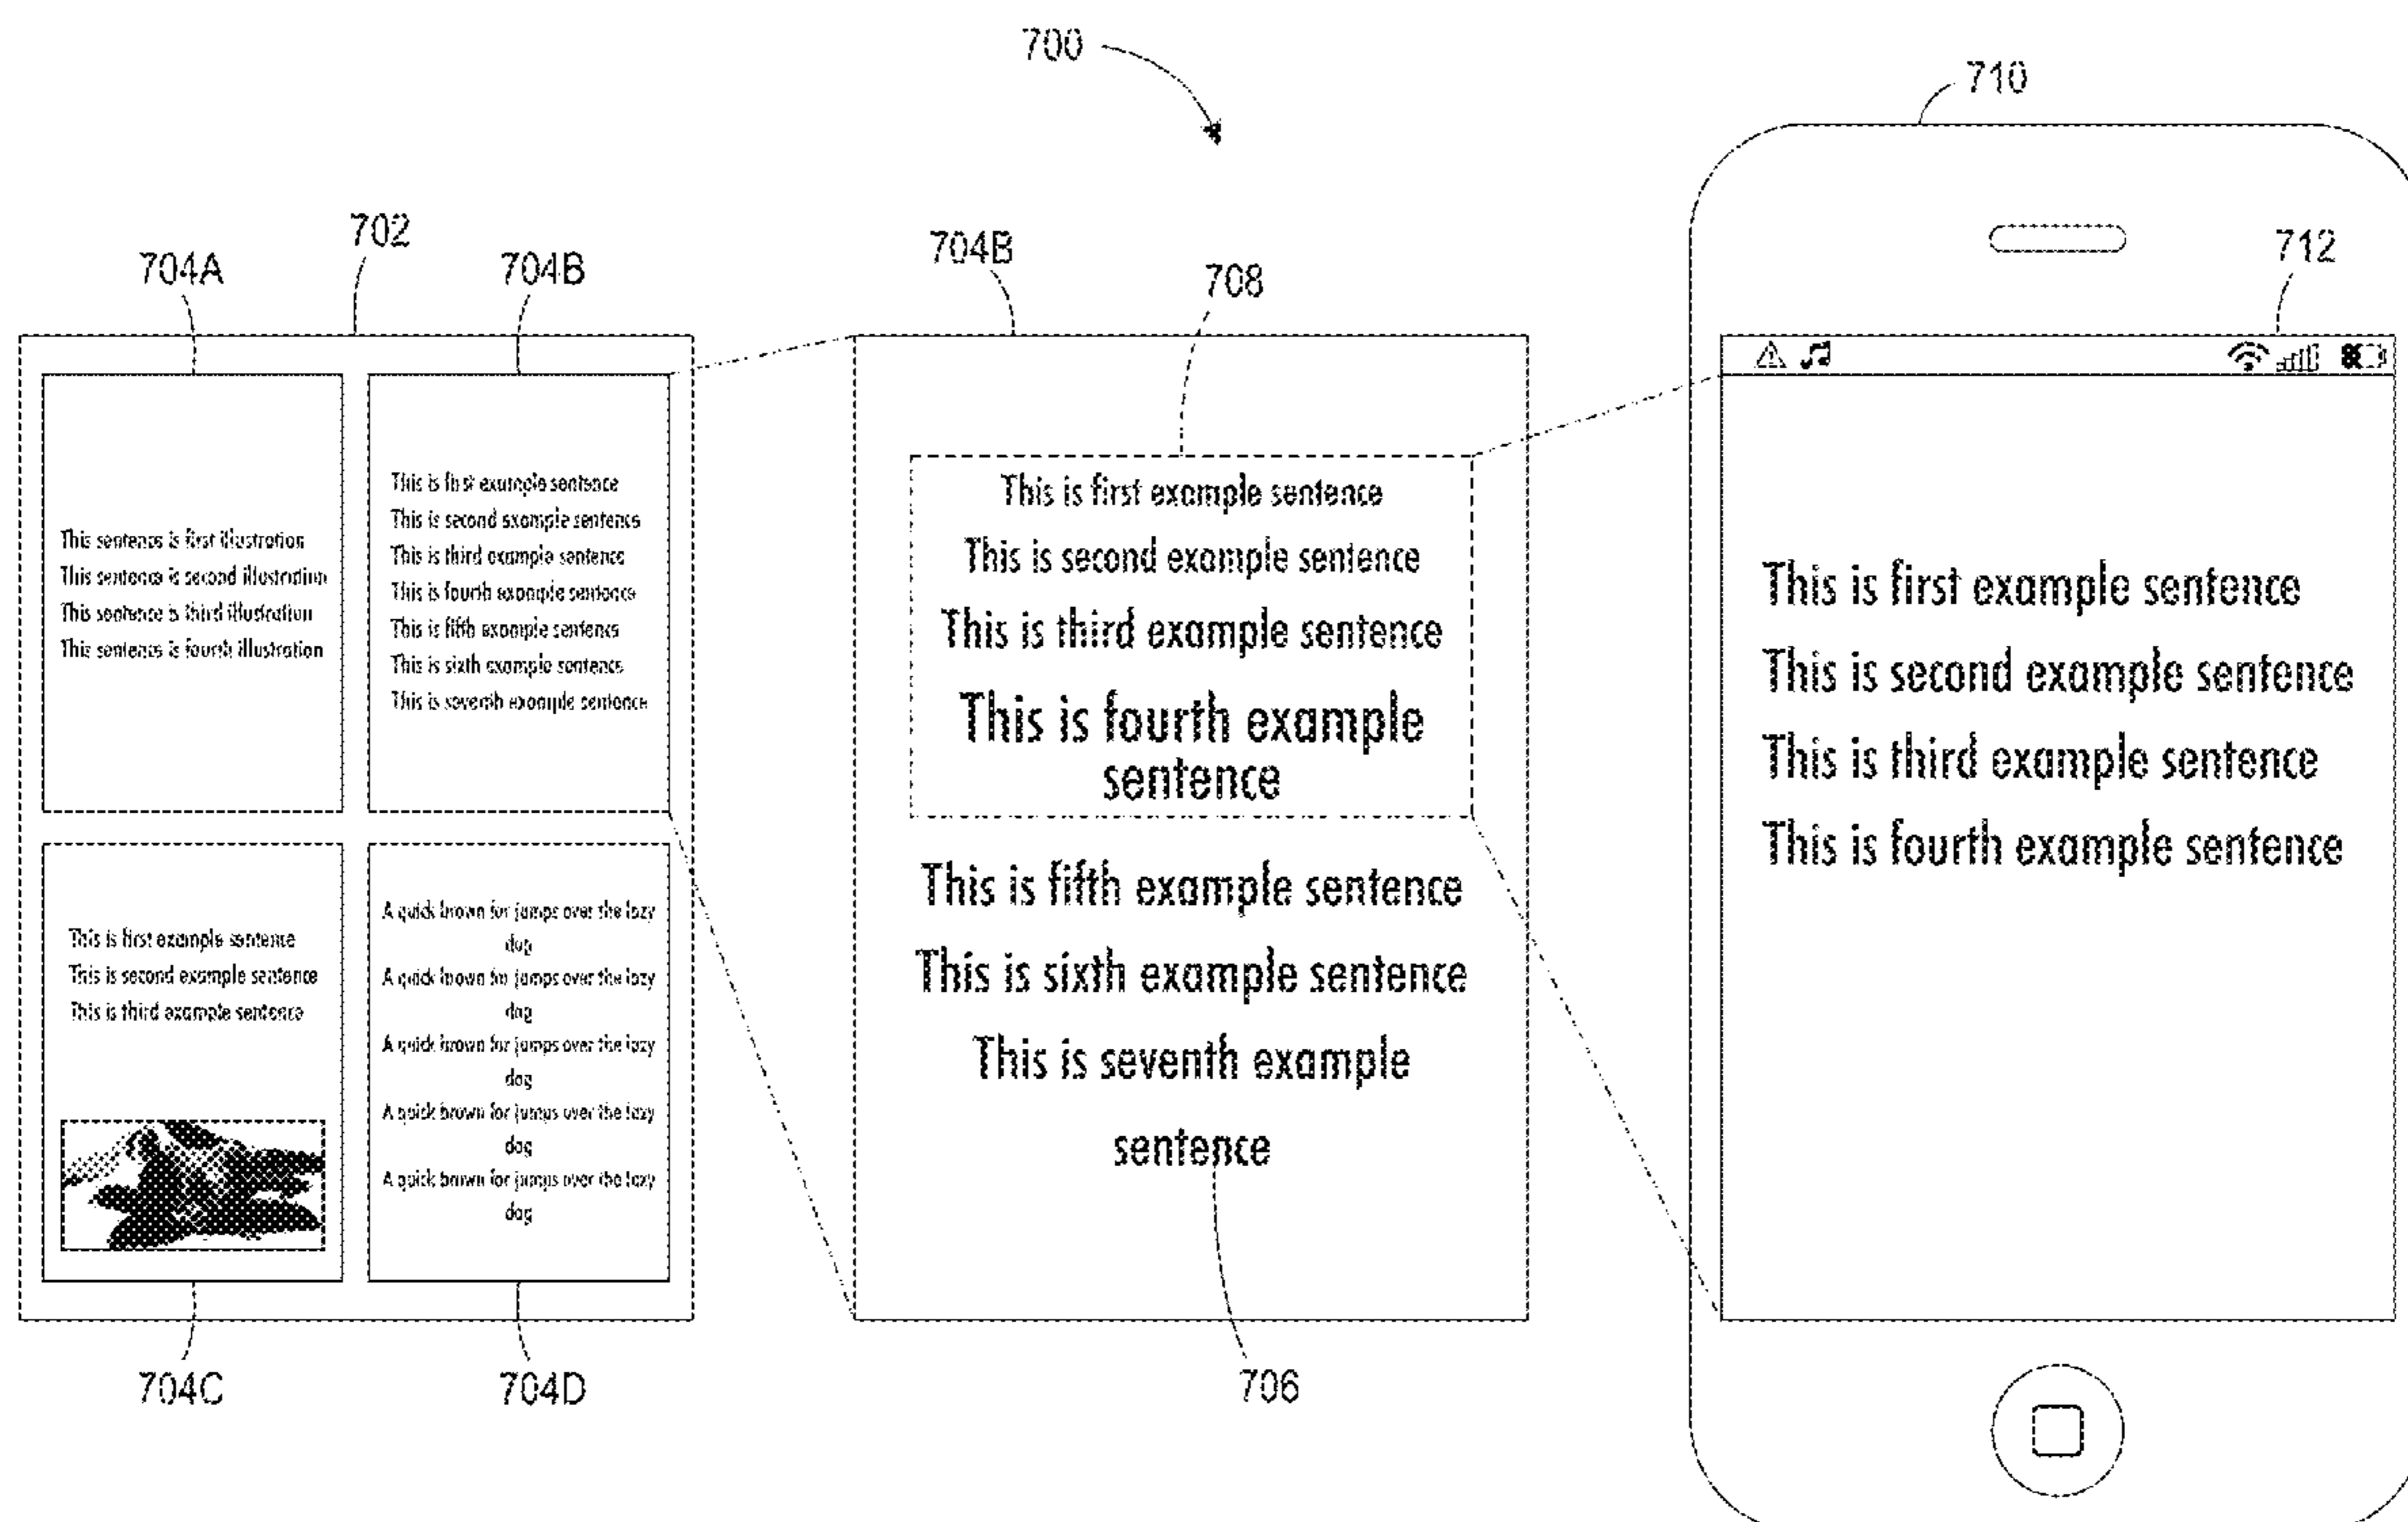 700
710
702
704A
704B
704B
708
712
This sentence is first illustration
This sentence is second illustration
This sentence is third illustration
This sentence is fourth illustration
This is first example sentence
This is second example sentence
This is third example sentence
This is fourth example sentence
This is fifth example sentence
This is sixth example sentence
This is seventh example sentence
This is first example sentence
This is second example sentence
This is third example sentence
A quick brown for jumps over the lazy
dog
A quick brown for jumps over the lazy
dog
A quick brown for jumps over the lazy
dog
A quick brown for jumps over the lazy
dog
A quick brown for jumps over the lazy
dog
704C
704D
This is first example sentence
This is second example sentence
This is third example sentence
This is fourth example
sentence
This is fifth example sentence
This is sixth example sentence
This is seventh example
sentence
706
This is first example sentence
This is second example sentence
This is third example sentence
This is fourth example sentence